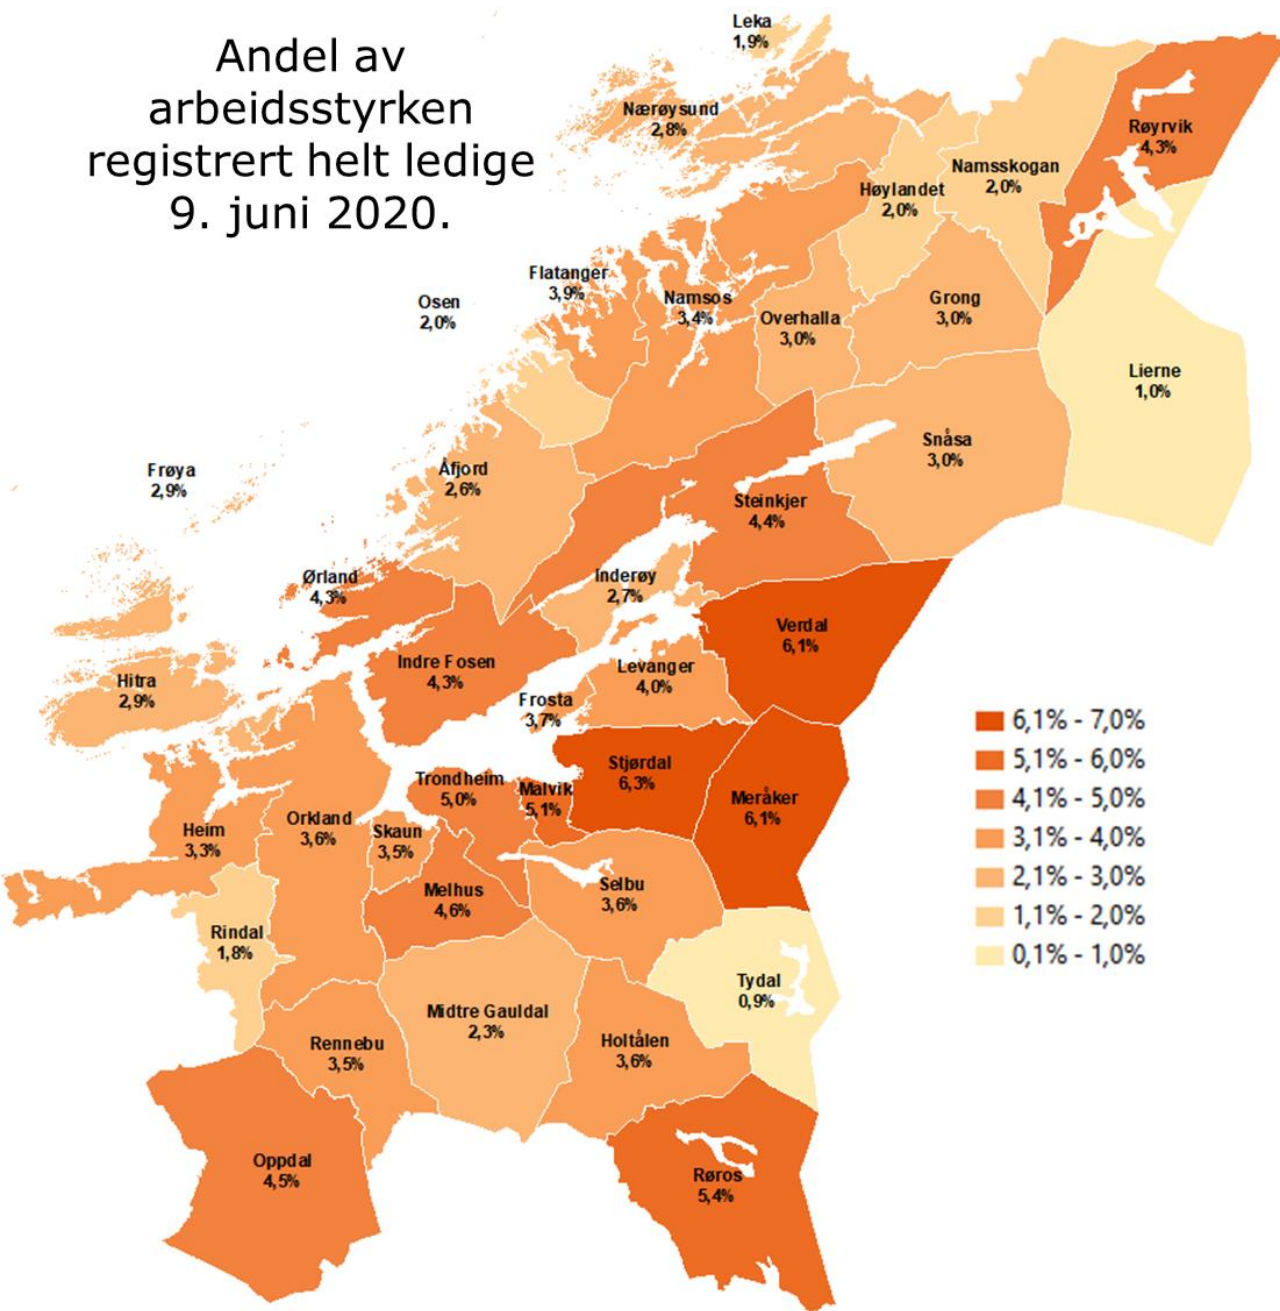 Andel av
arbeidsstyrken
registrert helt ledige
9. juni 2020.
Leka
1,9%
Nærøysund
2,8%
Røyrvik
4,3%
Namsskogan
2,0%
Høylandet
2,0%
Flatanger
3,9%
Osen
2,0%
Namsos
3,4%
Overhalla
3,0%
Grong
3,0%
Lierne
1,0%
Snåsa
3,0%
Frøya
2,9%
Åfjord
2,6%
Steinkjer
4,4%
Ørland
4,3%
Inderøy
2,7%
Verdal
6,1%
Indre Fosen
4,3%
Levanger
4,0%
Hitra
2,9%
Frosta
3,7%
Stjørdal
6,3%
Trondheim
5,0%
Malvik
5,1%
Meråker
6,1%
Orkland
3,6%
Heim
3,3%
Skaun
3,5%
Melhus
4,6%
Selbu
3,6%
Rindal
1,8%
Tydal
0,9%
Midtre Gauldal
2,3%
Rennebu
3,5%
Holtålen
3,6%
Oppdal
4,5%
Røros
5,4%
6,1% - 7,0%
5,1% - 6,0%
4,1% - 5,0%
3,1% - 4,0%
2,1% - 3,0%
1,1% - 2,0%
0,1% - 1,0%